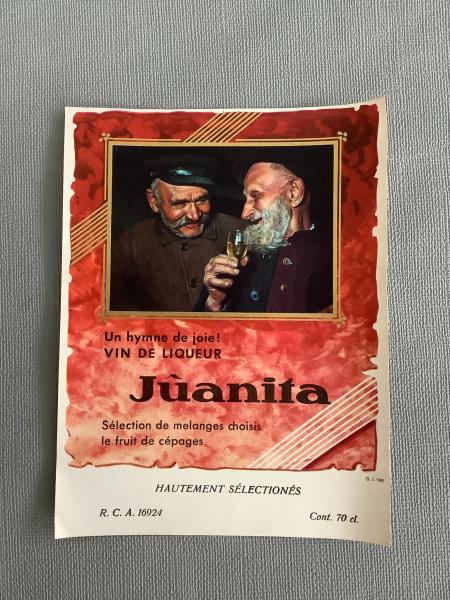 Un hymne de joie!
VIN DE LIQUEUR
Jûanita
Sélection de melanges choisis
le fruit de cépages
HAUTEMENT SÉLECTIONÉS
R. C. A. 16924
Cont. 70 cl.